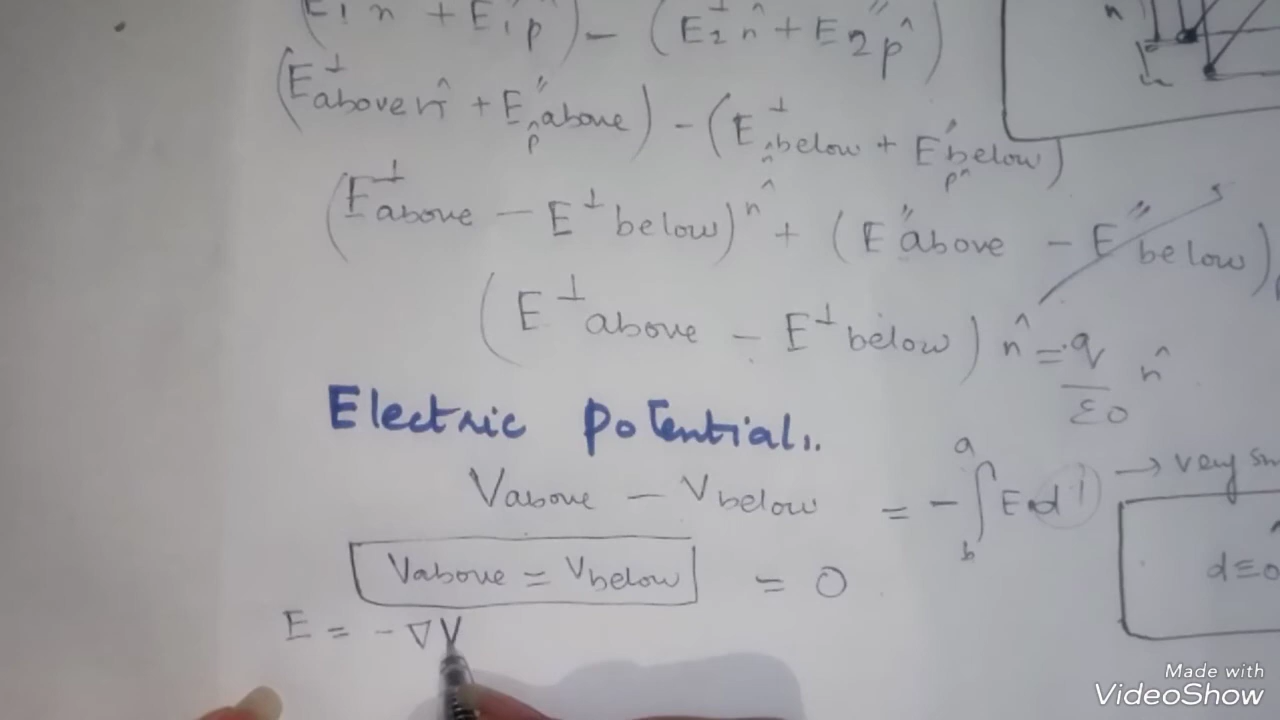 (E₁ n̂ + E₁″p̂) − (E₂⊥n̂ + E₂″p̂)
(E⊥above n̂ + E″p̂ above) − (E⊥n̂ below + E″below p̂)
(E⊥above − E⊥below) n̂ + (E″above − E″below)
(E⊥above − E⊥below) n̂ = q/ε0 n̂
Electric Potential..
Vabove − Vbelow = − ∫ₐᵇ E.dl → very
Vabove = Vbelow = 0
E = −∇V
Made with
VideoShow